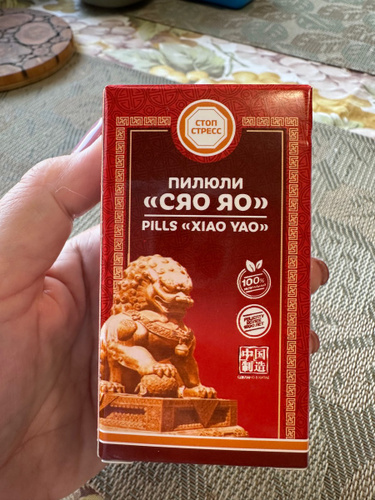 СТОП
СТРЕСС
ПИЛЮЛИ
«СЯО ЯО»
PILLS «XIAO YAO»
100%
中国
制造